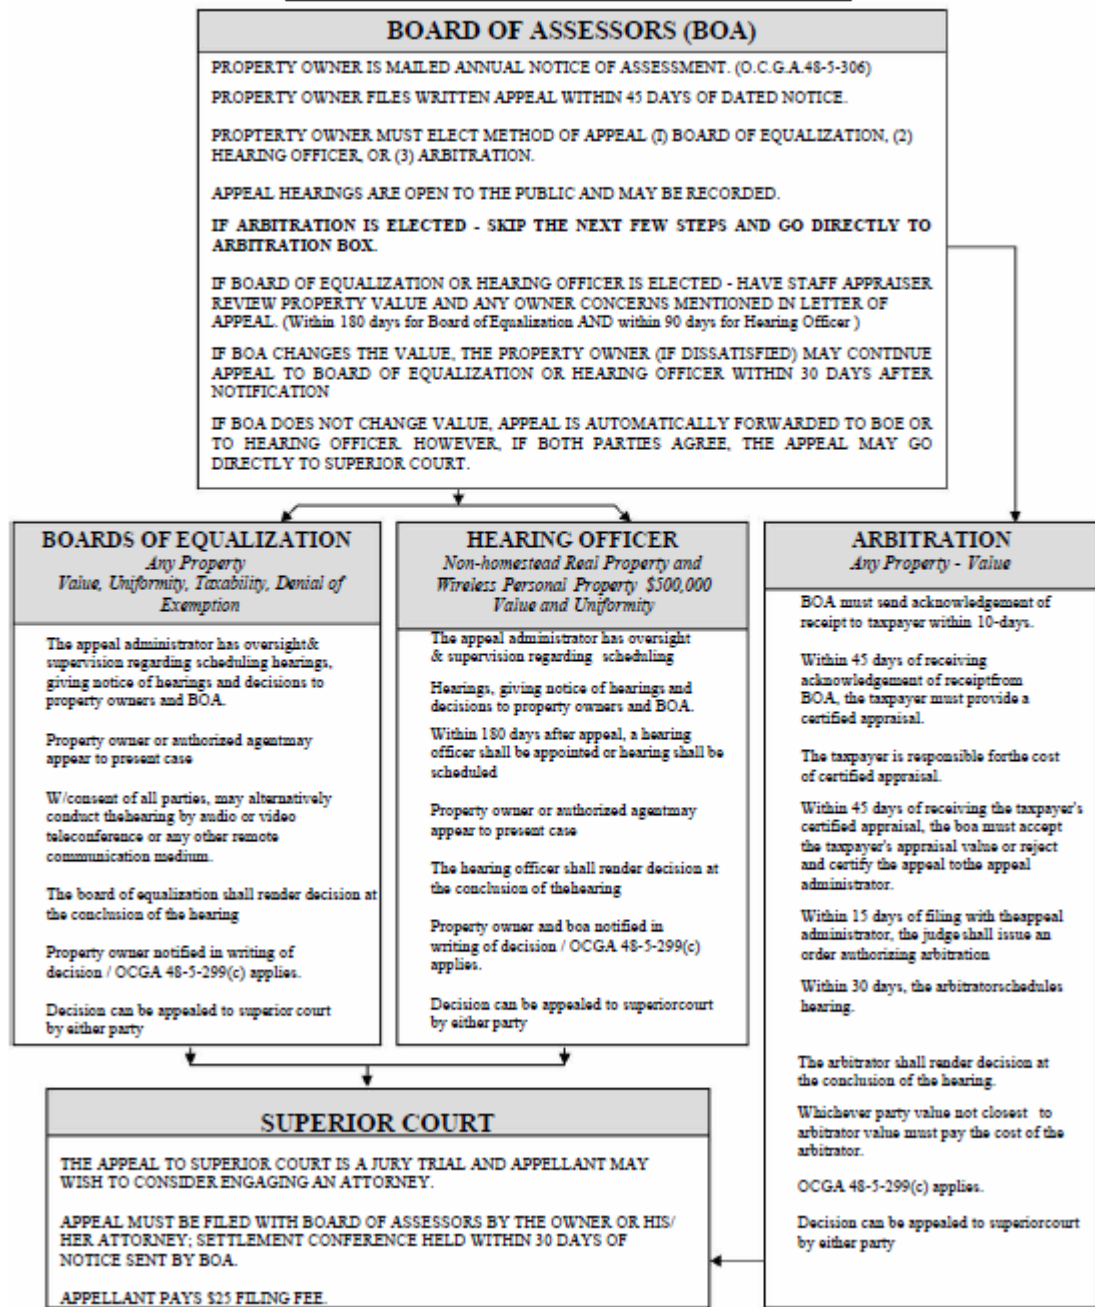 BOARD OF ASSESSORS (BOA)
PROPERTY OWNER IS MAILED ANNUAL NOTICE OF ASSESSMENT. (O.C.G.A.48-5-306)
PROPERTY OWNER FILES WRITTEN APPEAL WITHIN 45 DAYS OF DATED NOTICE.
PROPTERTY OWNER MUST ELECT METHOD OF APPEAL (I) BOARD OF EQUALIZATION, (2)
HEARING OFFICER, OR (3) ARBITRATION.
APPEAL HEARINGS ARE OPEN TO THE PUBLIC AND MAY BE RECORDED.
IF ARBITRATION IS ELECTED - SKIP THE NEXT FEW STEPS AND GO DIRECTLY TO
ARBITRATION BOX.
IF BOARD OF EQUALIZATION OR HEARING OFFICER IS ELECTED - HAVE STAFF APPRAISER
REVIEW PROPERTY VALUE AND ANY OWNER CONCERNS MENTIONED IN LETTER OF
APPEAL. (Within 180 days for Board of Equalization AND within 90 days for Hearing Officer )
IF BOA CHANGES THE VALUE, THE PROPERTY OWNER (IF DISSATISFIED) MAY CONTINUE
APPEAL TO BOARD OF EQUALIZATION OR HEARING OFFICER WITHIN 30 DAYS AFTER
NOTIFICATION
IF BOA DOES NOT CHANGE VALUE, APPEAL IS AUTOMATICALLY FORWARDED TO BOE OR
TO HEARING OFFICER. HOWEVER, IF BOTH PARTIES AGREE, THE APPEAL MAY GO
DIRECTLY TO SUPERIOR COURT.
BOARDS OF EQUALIZATION
Any Property
Value, Uniformity, Taxability, Denial of
Exemption
The appeal administrator has oversight&
supervision regarding scheduling hearings,
giving notice of hearings and decisions to
property owners and BOA.
Property owner or authorized agentmay
appear to present case
W/consent of all parties, may alternatively
conduct thehearing by audio or video
teleconference or any other remote
communication medium.
The board of equalization shall render decision at
the conclusion of the hearing
Property owner notified in writing of
decision / OCGA 48-5-299(c) applies.
Decision can be appealed to superior court
by either party
HEARING OFFICER
Non-homestead Real Property and
Wireless Personal Property $500,000
Value and Uniformity
The appeal administrator has oversight
& supervision regarding scheduling
Hearings, giving notice of hearings and
decisions to property owners and BOA.
Within 180 days after appeal, a hearing
officer shall be appointed or hearing shall be
scheduled
Property owner or authorized agentmay
appear to present case
The hearing officer shall render decision at
the conclusion of thehearing
Property owner and boa notified in
writing of decision / OCGA 48-5-299(c)
applies.
Decision can be appealed to superiorcourt
by either party
ARBITRATION
Any Property - Value
BOA must send acknowledgement of
receipt to taxpayer within 10-days.
Within 45 days of receiving
acknowledgement of receiptfrom
BOA, the taxpayer must provide a
certified appraisal.
The taxpayer is responsible forthe cost
of certified appraisal.
Within 45 days of receiving the taxpayer's
certified appraisal, the boa must accept
the taxpayer's appraisal value or reject
and certify the appeal tothe appeal
administrator.
Within 15 days of filing with theappeal
administrator, the judge shall issue an
order authorizing arbitration
Within 30 days, the arbitratorschedules
hearing.
The arbitrator shall render decision at
the conclusion of the hearing.
Whichever party value not closest to
arbitrator value must pay the cost of the
arbitrator.
OCGA 48-5-299(c) applies.
Decision can be appealed to superiorcourt
by either party
SUPERIOR COURT
THE APPEAL TO SUPERIOR COURT IS A JURY TRIAL AND APPELLANT MAY
WISH TO CONSIDER ENGAGING AN ATTORNEY.
APPEAL MUST BE FILED WITH BOARD OF ASSESSORS BY THE OWNER OR HIS/
HER ATTORNEY; SETTLEMENT CONFERENCE HELD WITHIN 30 DAYS OF
NOTICE SENT BY BOA.
APPELLANT PAYS $25 FILING FEE.